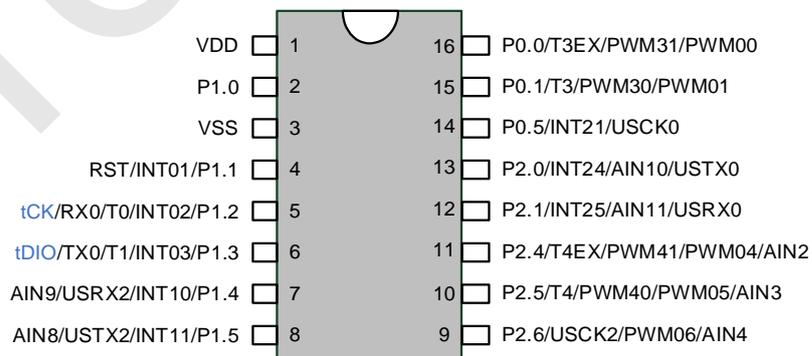 VDD 1 16 P0.0/T3EX/PWM31/PWM00
P1.0 2 15 P0.1/T3/PWM30/PWM01
VSS 3 14 P0.5/INT21/USCK0
RST/INT01/P1.1 4 13 P2.0/INT24/AIN10/USTX0
tCK/RX0/T0/INT02/P1.2 5 12 P2.1/INT25/AIN11/USRX0
tDIO/TX0/T1/INT03/P1.3 6 11 P2.4/T4EX/PWM41/PWM04/AIN2
AIN9/USRX2/INT10/P1.4 7 10 P2.5/T4/PWM40/PWM05/AIN3
AIN8/USTX2/INT11/P1.5 8 9 P2.6/USCK2/PWM06/AIN4